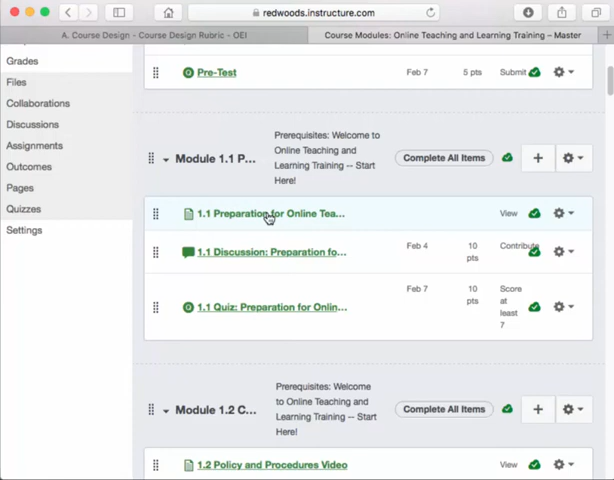 redwoods.instructure.com
A. Course Design - Course Design Rubric - OEI
Course Modules: Online Teaching and Learning Training – Master
Grades
Files
Collaborations
Discussions
Assignments
Outcomes
Pages
Quizzes
Settings
Pre-Test
Feb 7
5 pts
Submit
Module 1.1 P...
Prerequisites: Welcome to
Online Teaching and
Learning Training -- Start
Here!
Complete All Items
1.1 Preparation for Online Tea...
View
1.1 Discussion: Preparation fo...
Feb 4
10
pts
Contribute
1.1 Quiz: Preparation for Onlin...
Feb 7
10
pts
Score
at
least
7
Module 1.2 C...
Prerequisites: Welcome
to Online Teaching and
Learning Training -- Start
Here!
Complete All Items
1.2 Policy and Procedures Video
View